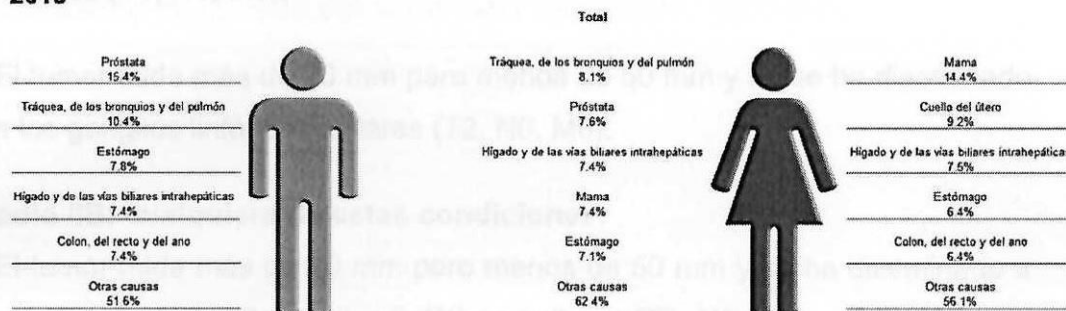 Total
Próstata
15.4%
Tráquea, de los bronquios y del pulmón
10.4%
Estómago
7.8%
Hígado y de las vías biliares intrahepáticas
7.4%
Colon, del recto y del ano
7.4%
Otras causas
51.6%
Tráquea, de los bronquios y del pulmón
8.1%
Próstata
7.6%
Hígado y de las vías biliares intrahepáticas
7.4%
Mama
7.4%
Estómago
7.1%
Otras causas
62.4%
Mama
14.4%
Cuello del útero
9.2%
Hígado y de las vías biliares intrahepáticas
7.5%
Estómago
6.4%
Colon, del recto y del ano
6.4%
Otras causas
56.1%